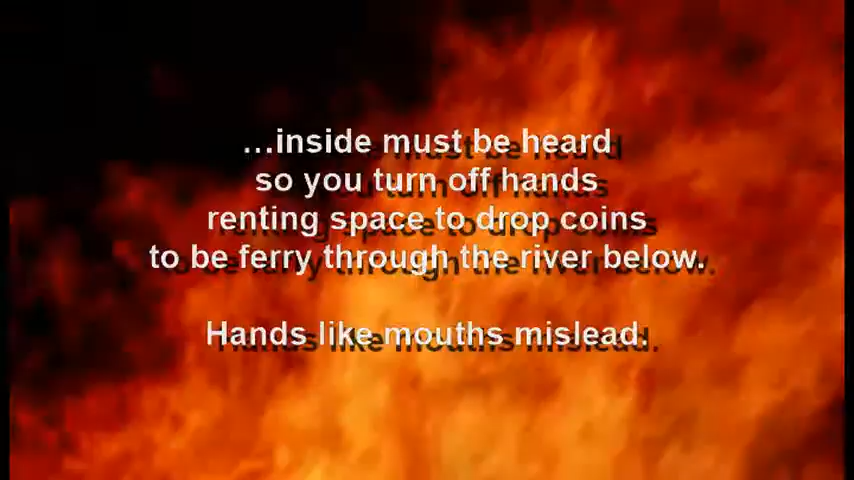 ...inside must be heard
so you turn off hands
renting space to drop coins
to be ferry through the river below.
Hands like mouths mislead.